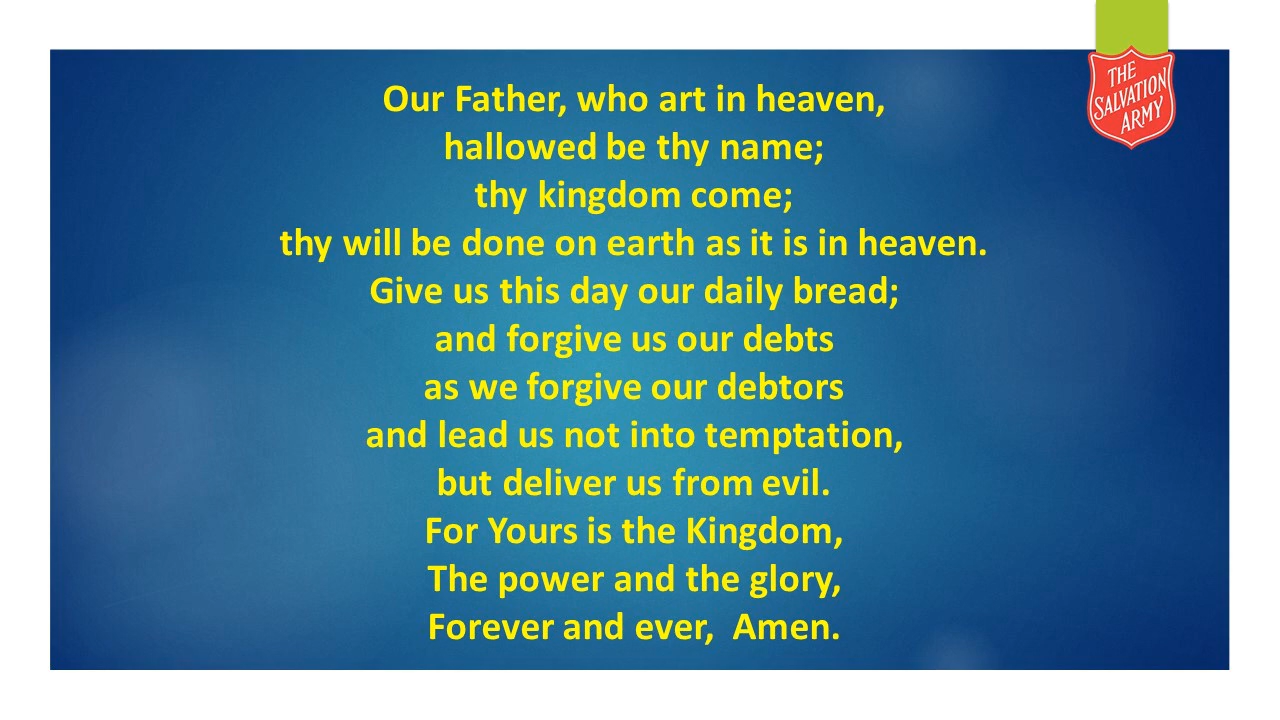 THE
SALVATION
ARMY
Our Father, who art in heaven,
hallowed be thy name;
thy kingdom come;
thy will be done on earth as it is in heaven.
Give us this day our daily bread;
and forgive us our debts
as we forgive our debtors
and lead us not into temptation,
but deliver us from evil.
For Yours is the Kingdom,
The power and the glory,
Forever and ever,  Amen.